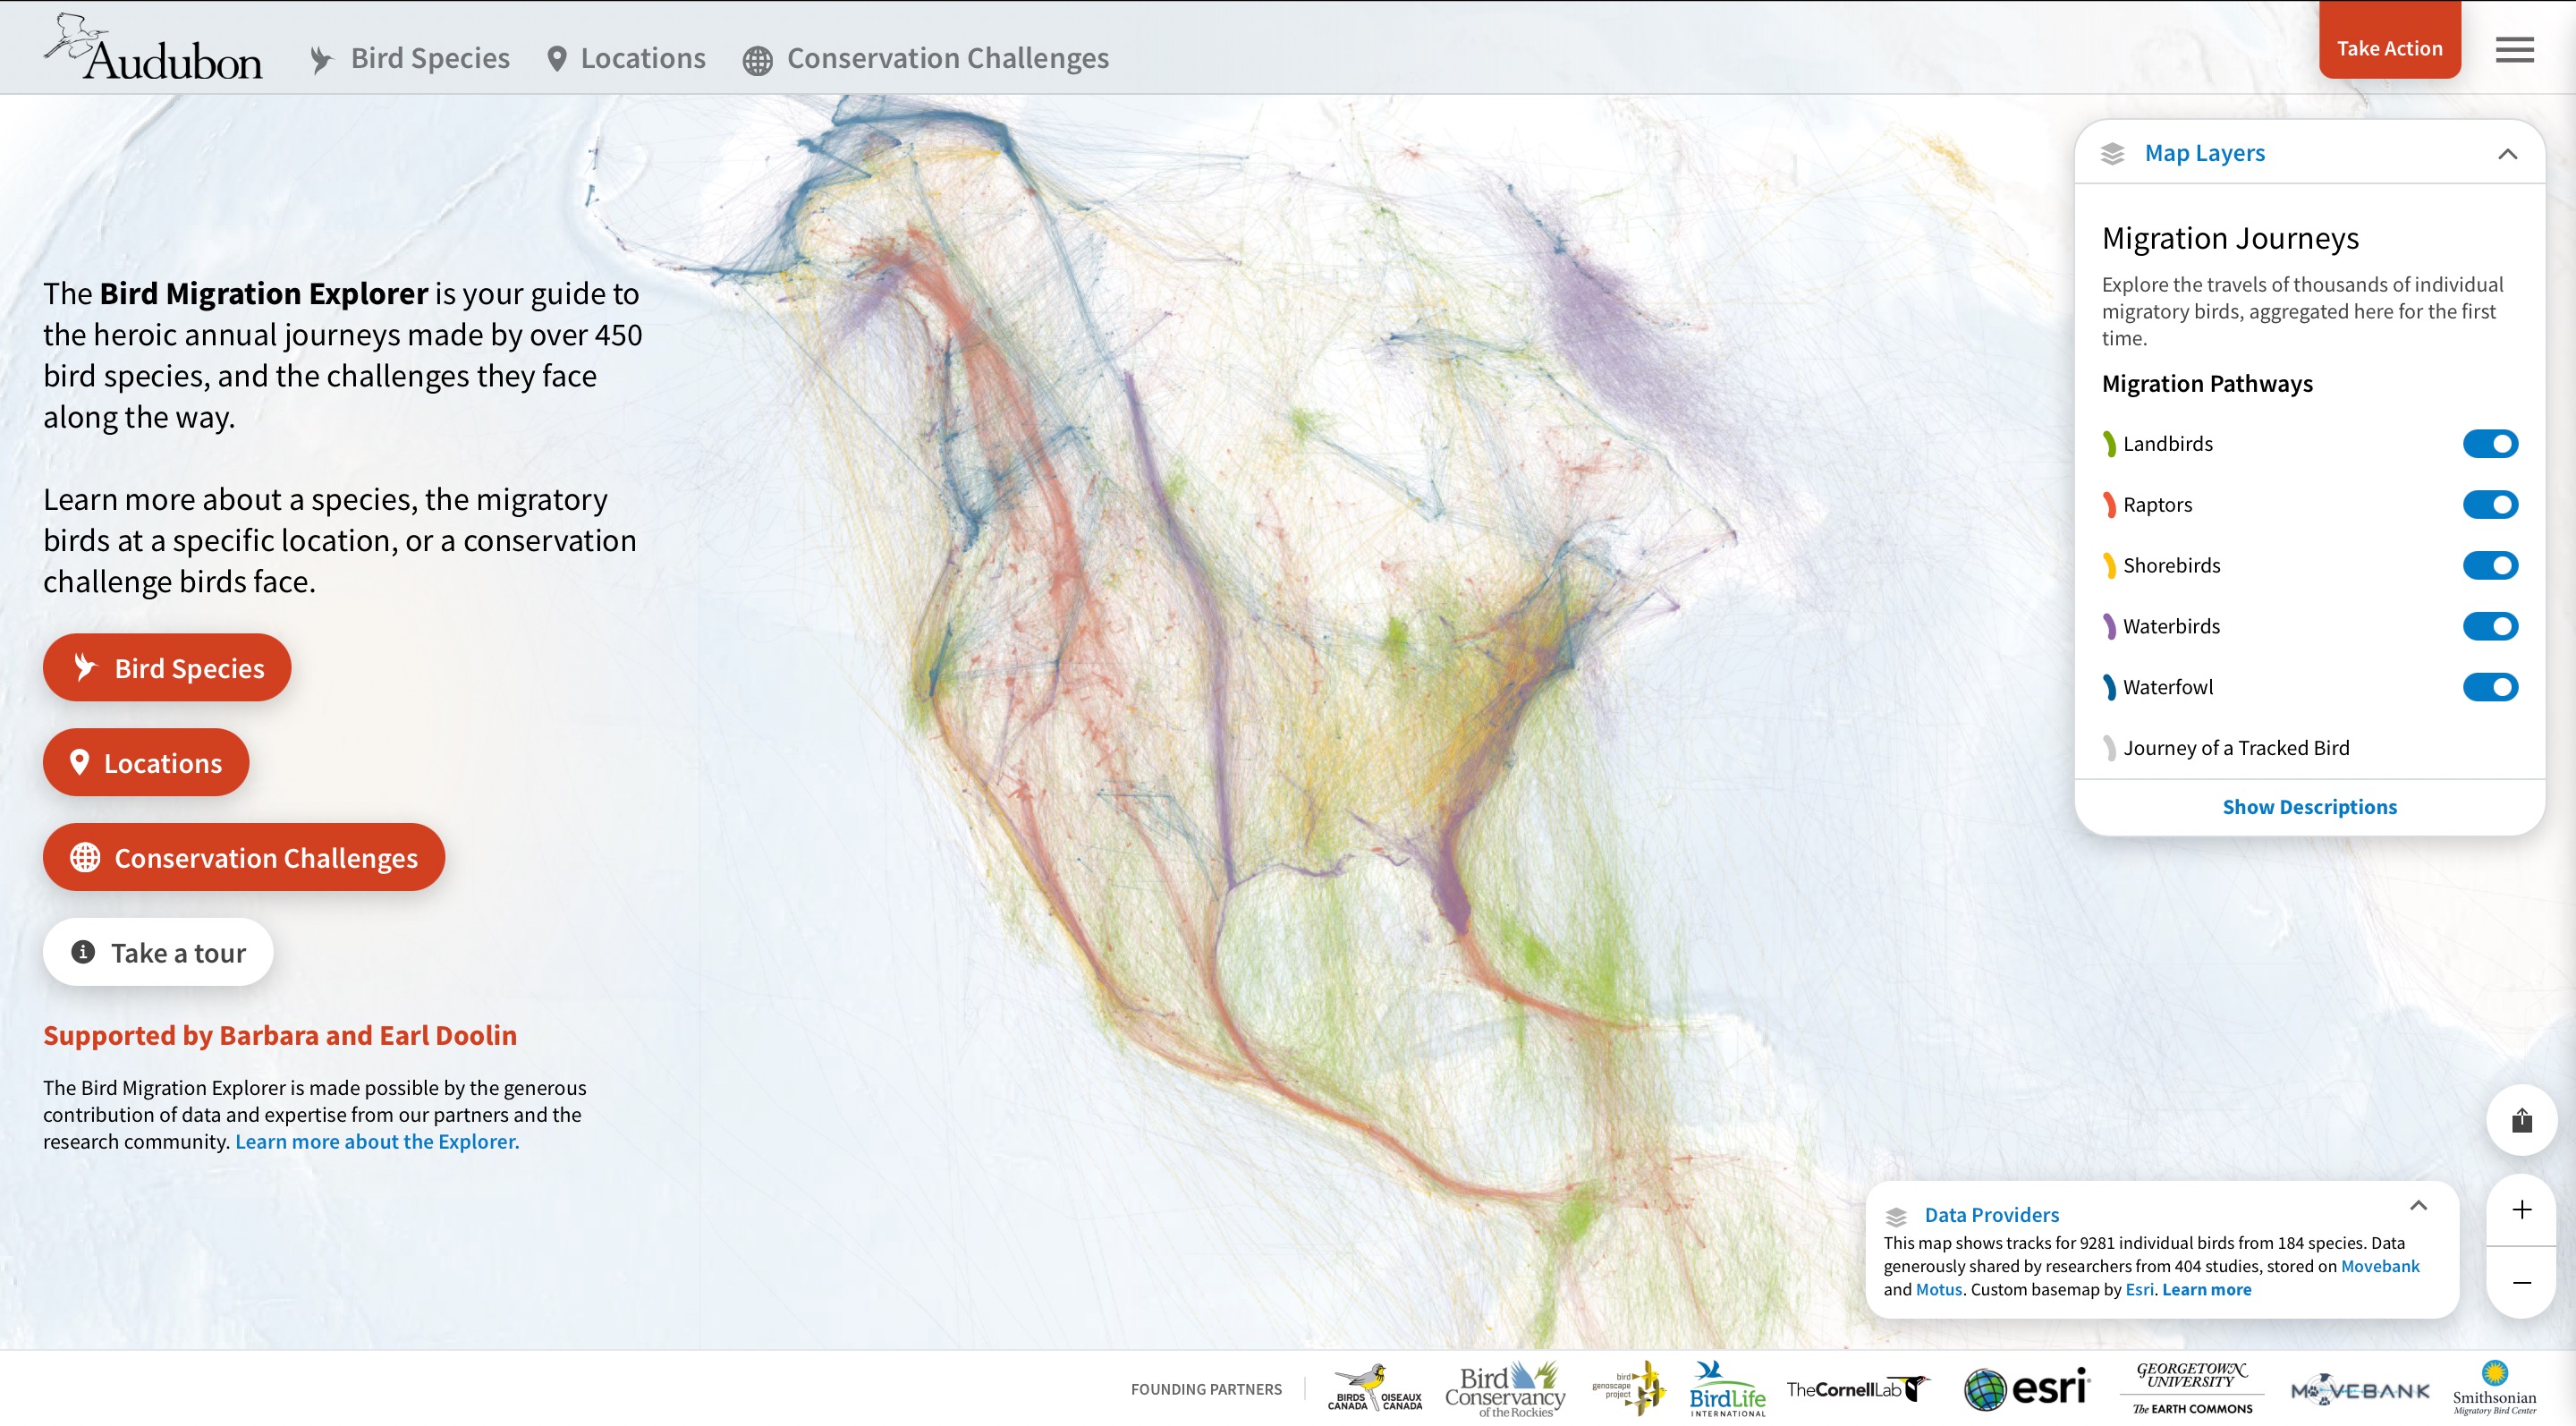 Audubon
Bird Species
Locations
Conservation Challenges
Take Action
The Bird Migration Explorer is your guide to
the heroic annual journeys made by over 450
bird species, and the challenges they face
along the way.
Learn more about a species, the migratory
birds at a specific location, or a conservation
challenge birds face.
Bird Species
Locations
Conservation Challenges
Take a tour
Supported by Barbara and Earl Doolin
The Bird Migration Explorer is made possible by the generous
contribution of data and expertise from our partners and the
research community. Learn more about the Explorer.
Map Layers
Migration Journeys
Explore the travels of thousands of individual
migratory birds, aggregated here for the first
time.
Migration Pathways
Landbirds
Raptors
Shorebirds
Waterbirds
Waterfowl
Journey of a Tracked Bird
Show Descriptions
Data Providers
This map shows tracks for 9281 individual birds from 184 species. Data
generously shared by researchers from 404 studies, stored on Movebank
and Motus. Custom basemap by Esri. Learn more
FOUNDING PARTNERS
BIRDS CANADA
OISEAUX CANADA
Bird
Conservancy
of the Rockies
bird
genoscape
project
BirdLife
INTERNATIONAL
TheCornellLab
esri
GEORGETOWN
UNIVERSITY
The EARTH COMMONS
MOVEBANK
Smithsonian
Migratory Bird Center